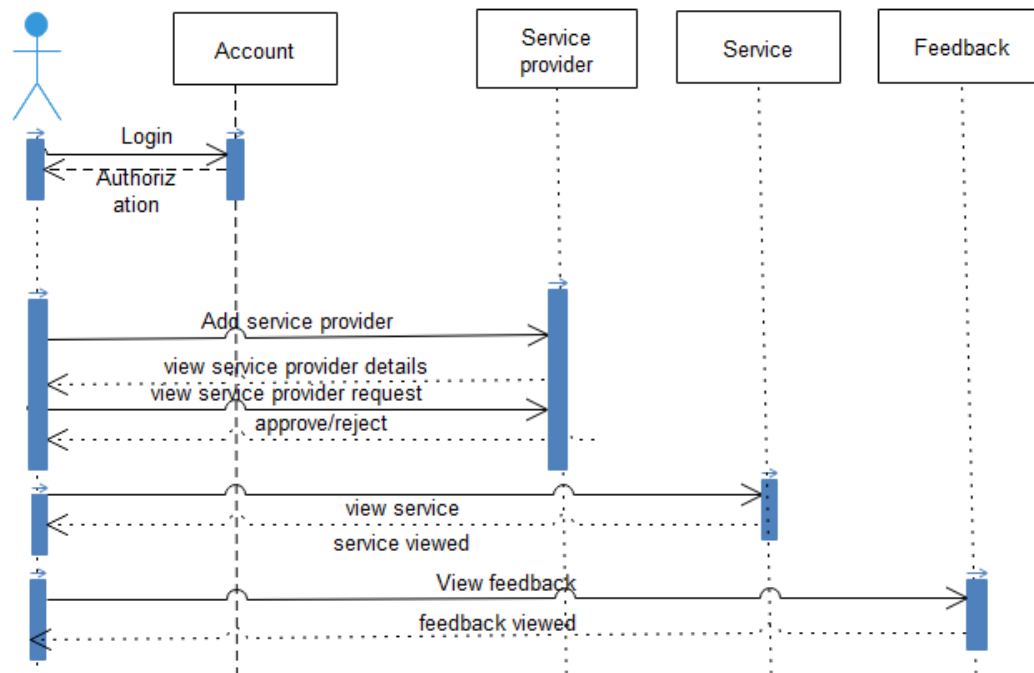 Account
Service
provider
Service
Feedback
Login
Authoriz
ation
Add service provider
view service provider details
view service provider request
approve/reject
view service
service viewed
View feedback
feedback viewed